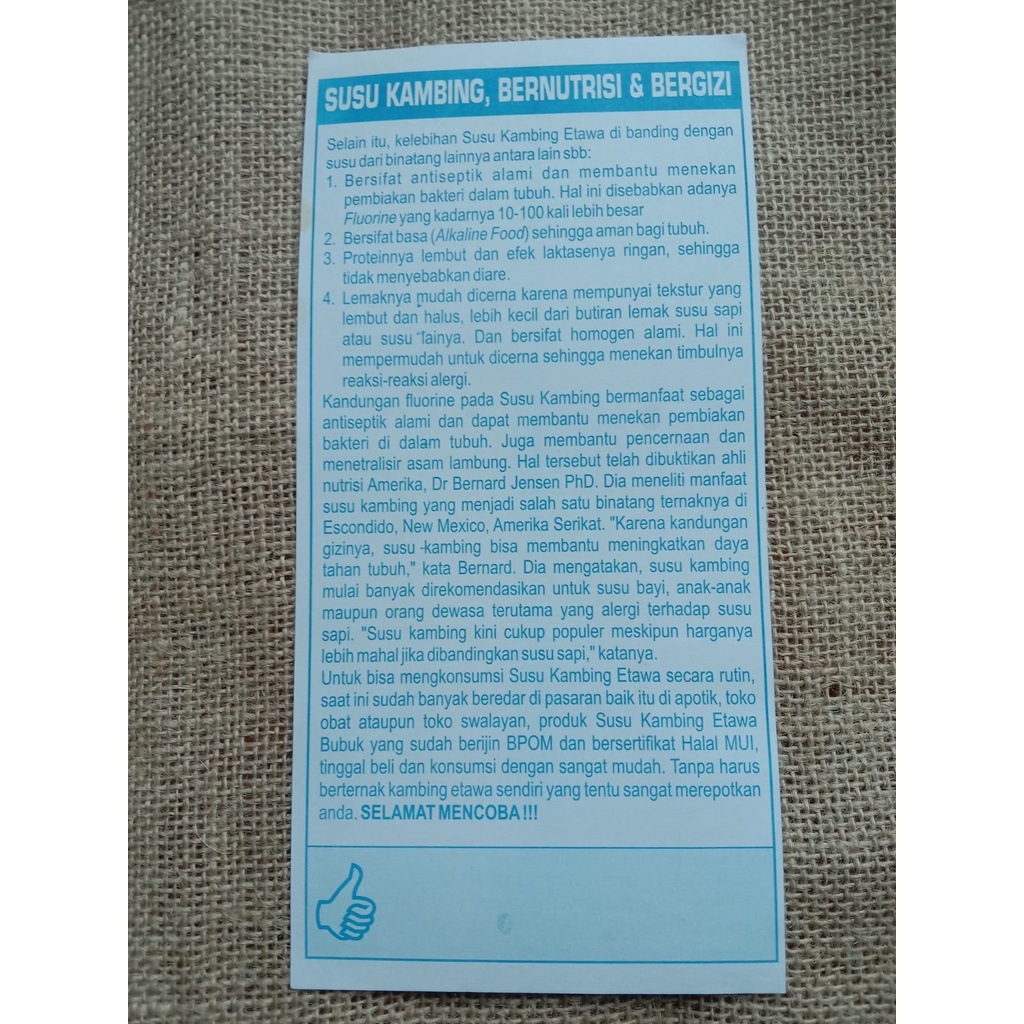 SUSU KAMBING, BERNUTRISI & BERGIZI
Selain itu, kelebihan Susu Kambing Etawa di banding dengan
susu dari binatang lainnya antara lain sbb:
1. Bersifat antiseptik alami dan membantu menekan
pembiakan bakteri dalam tubuh. Hal ini disebabkan adanya
Fluorine yang kadarnya 10-100 kali lebih besar
2. Bersifat basa (Alkaline Food) sehingga aman bagi tubuh.
3. Proteinnya lembut dan efek laktasenya ringan, sehingga
tidak menyebabkan diare.
4. Lemaknya mudah dicerna karena mempunyai tekstur yang
lembut dan halus, lebih kecil dari butiran lemak susu sapi
atau susu lainya. Dan bersifat homogen alami. Hal ini
mempermudah untuk dicerna sehingga menekan timbulnya
reaksi-reaksi alergi.
Kandungan fluorine pada Susu Kambing bermanfaat sebagai
antiseptik alami dan dapat membantu menekan pembiakan
bakteri di dalam tubuh. Juga membantu pencernaan dan
menetralisir asam lambung. Hal tersebut telah dibuktikan ahli
nutrisi Amerika, Dr Bernard Jensen PhD. Dia meneliti manfaat
susu kambing yang menjadi salah satu binatang ternaknya di
Escondido, New Mexico, Amerika Serikat. "Karena kandungan
gizinya, susu -kambing bisa membantu meningkatkan daya
tahan tubuh," kata Bernard. Dia mengatakan, susu kambing
mulai banyak direkomendasikan untuk susu bayi, anak-anak
maupun orang dewasa terutama yang alergi terhadap susu
sapi. "Susu kambing kini cukup populer meskipun harganya
lebih mahal jika dibandingkan susu sapi," katanya.
Untuk bisa mengkonsumsi Susu Kambing Etawa secara rutin,
saat ini sudah banyak beredar di pasaran baik itu di apotik, toko
obat ataupun toko swalayan, produk Susu Kambing Etawa
Bubuk yang sudah berijin BPOM dan bersertifikat Halal MUI,
tinggal beli dan konsumsi dengan sangat mudah. Tanpa harus
berternak kambing etawa sendiri yang tentu sangat merepotkan
anda. SELAMAT MENCOBA!!!